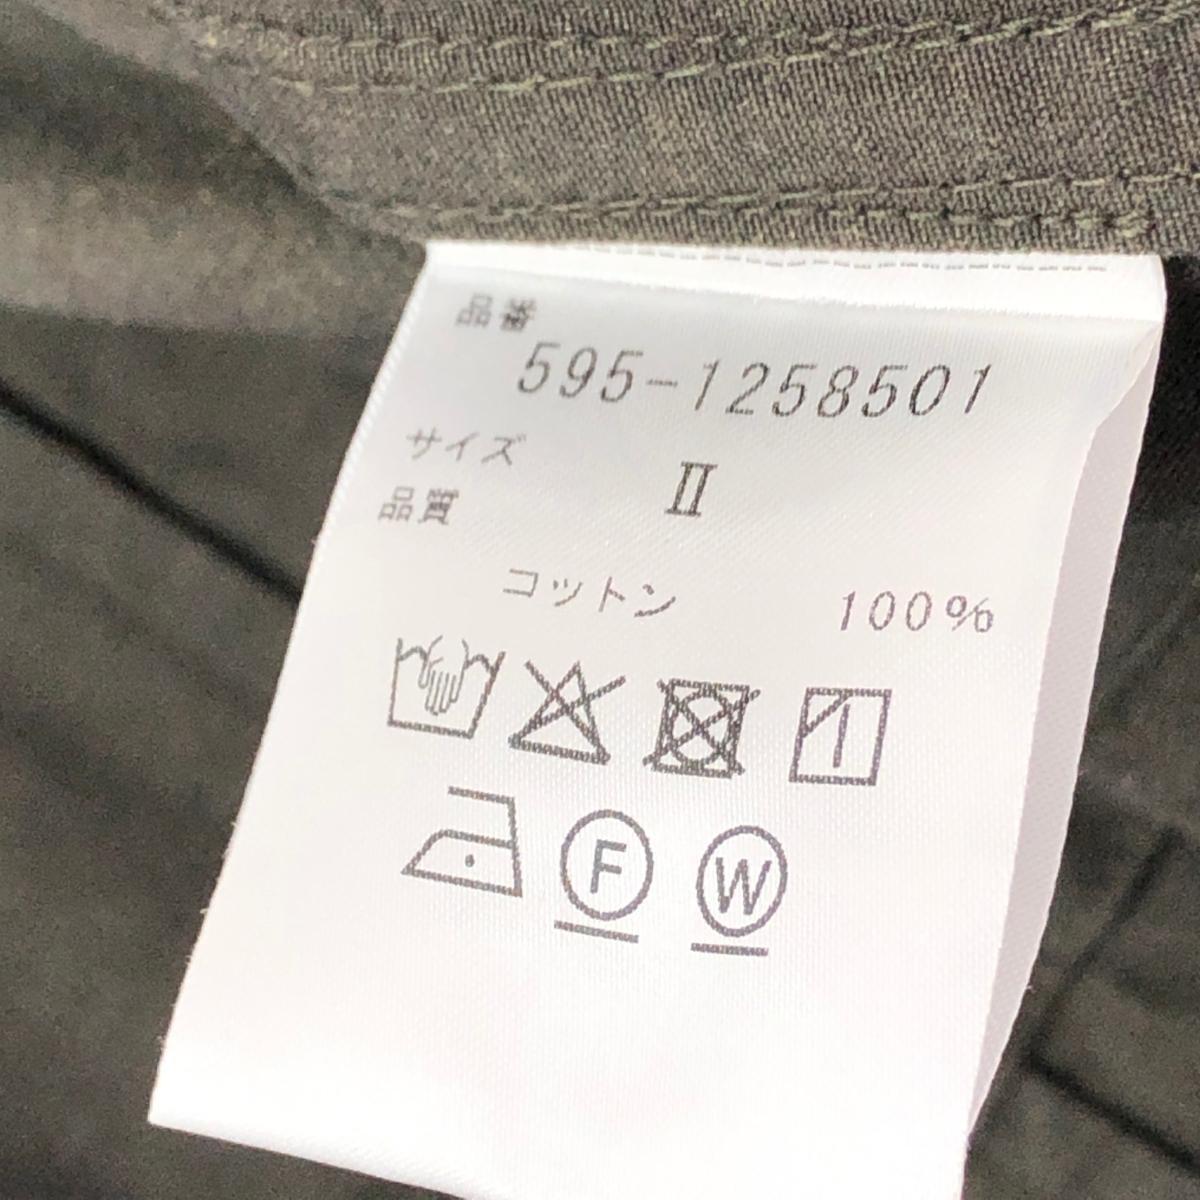 品番
595-1258501
サイズ II
品質
コットン 100%
F W